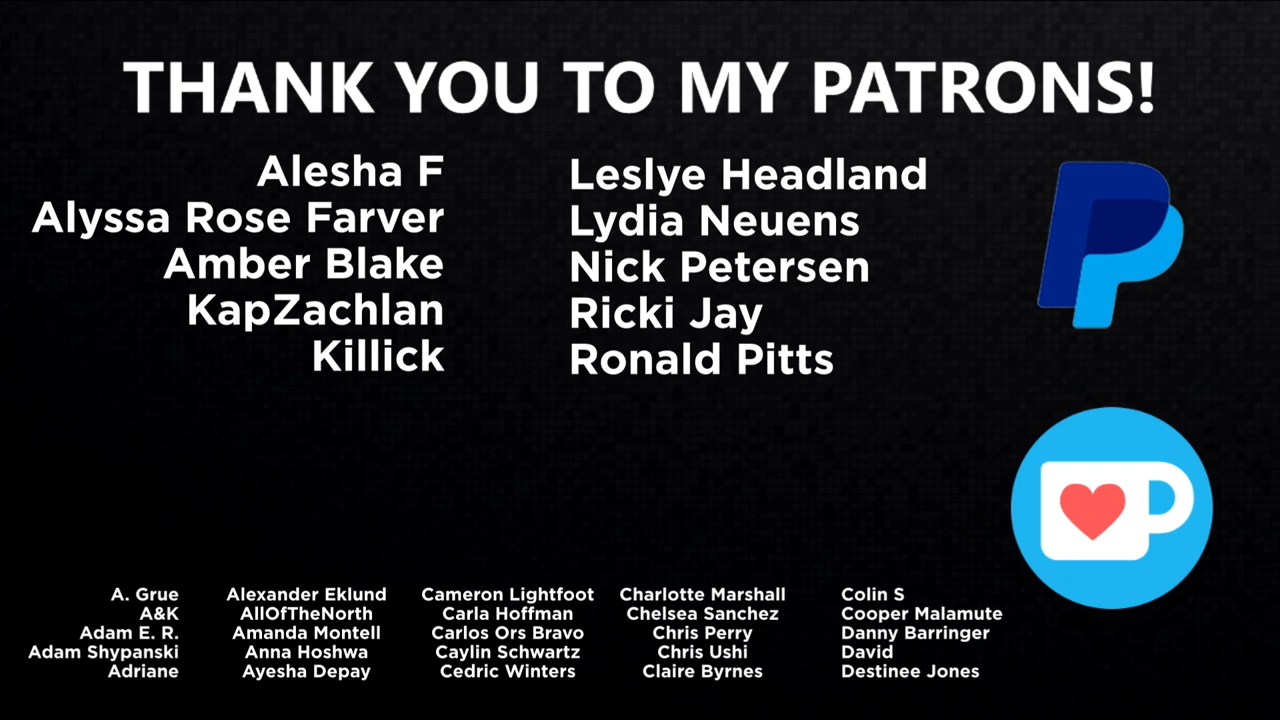 THANK YOU TO MY PATRONS!
Alesha F
Alyssa Rose Farver
Amber Blake
KapZachlan
Killick
Leslye Headland
Lydia Neuens
Nick Petersen
Ricki Jay
Ronald Pitts
A. Grue
A&K
Adam E. R.
Adam Shypanski
Adriane
Alexander Eklund
AllOfTheNorth
Amanda Montell
Anna Hoshwa
Ayesha Depay
Cameron Lightfoot
Carla Hoffman
Carlos Ors Bravo
Caylin Schwartz
Cedric Winters
Charlotte Marshall
Chelsea Sanchez
Chris Perry
Chris Ushi
Claire Byrnes
Colin S
Cooper Malamute
Danny Barringer
David
Destinee Jones